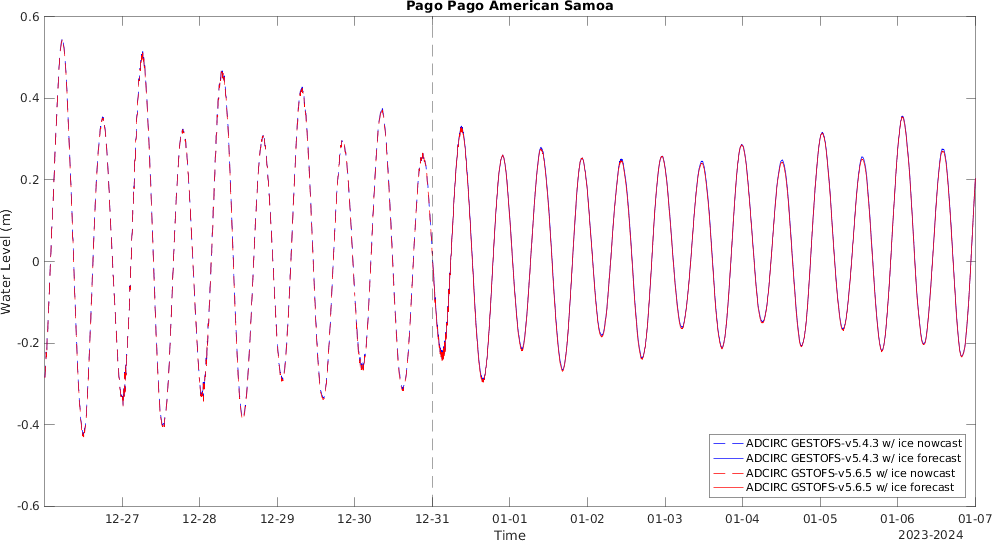 Pago Pago American Samoa
0.6
0.4
0.2
0
-0.2
-0.4
-0.6
Water Level (m)
ADCIRC GESTOFS-v5.4.3 w/ ice nowcast
ADCIRC GESTOFS-v5.4.3 w/ ice forecast
ADCIRC GSTOFS-v5.6.5 w/ ice nowcast
ADCIRC GSTOFS-v5.6.5 w/ ice forecast
12-27 12-28 12-29 12-30 12-31 01-01 01-02 01-03 01-04 01-05 01-06 01-07
Time
2023-2024